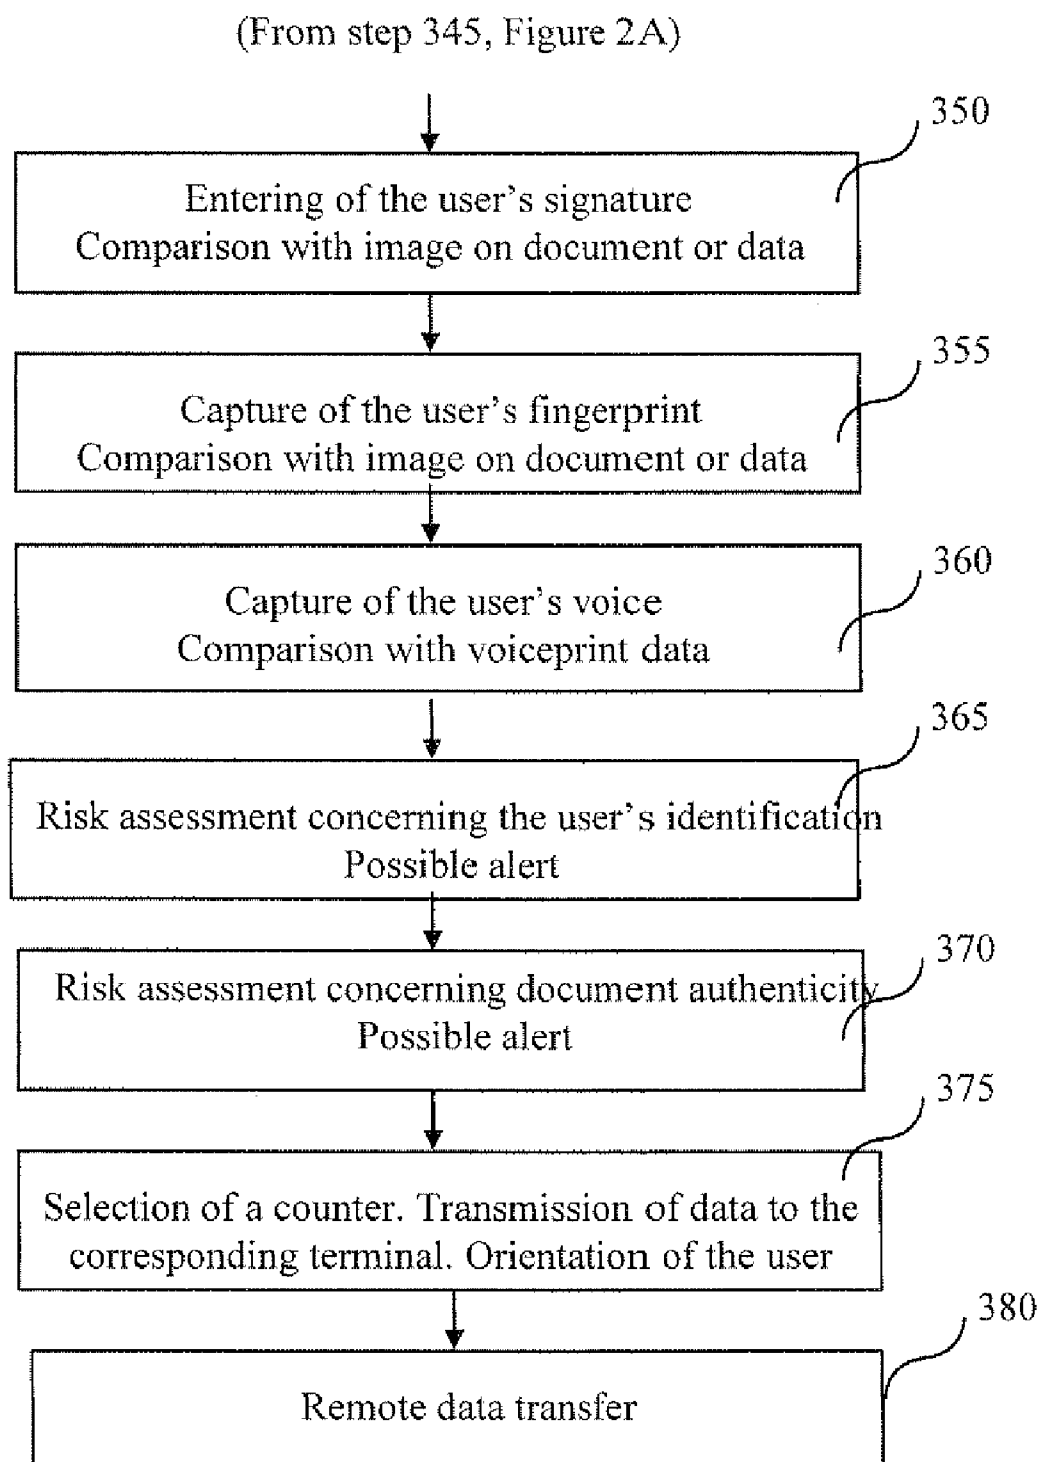 (From step 345, Figure 2A)
350
Entering of the user's signature
Comparison with image on document or data
355
Capture of the user's fingerprint
Comparison with image on document or data
360
Capture of the user's voice
Comparison with voiceprint data
365
Risk assessment concerning the user's identification
Possible alert
370
Risk assessment concerning document authenticity
Possible alert
375
Selection of a counter. Transmission of data to the
corresponding terminal. Orientation of the user
380
Remote data transfer